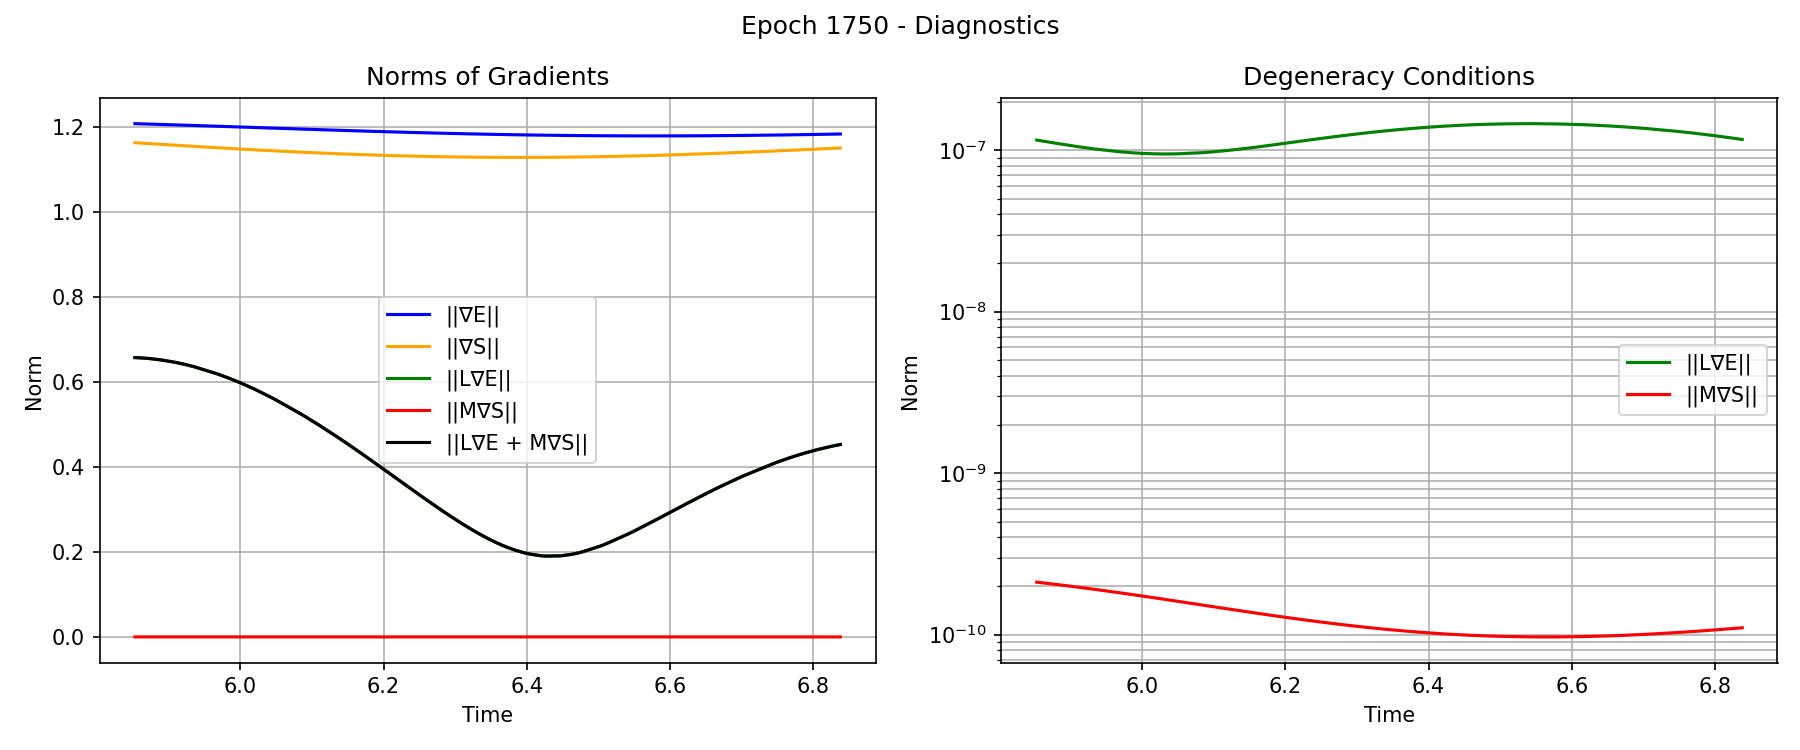 Epoch 1750 - Diagnostics
Norms of Gradients
Norm
1.2
1.0
0.8
0.6
0.4
0.2
0.0
||∇E||
||∇S||
||L∇E||
||M∇S||
||L∇E + M∇S||
6.0 6.2 6.4 6.6 6.8
Time
Degeneracy Conditions
Norm
10⁻⁷
10⁻⁸
10⁻⁹
10⁻¹⁰
||L∇E||
||M∇S||
6.0 6.2 6.4 6.6 6.8
Time